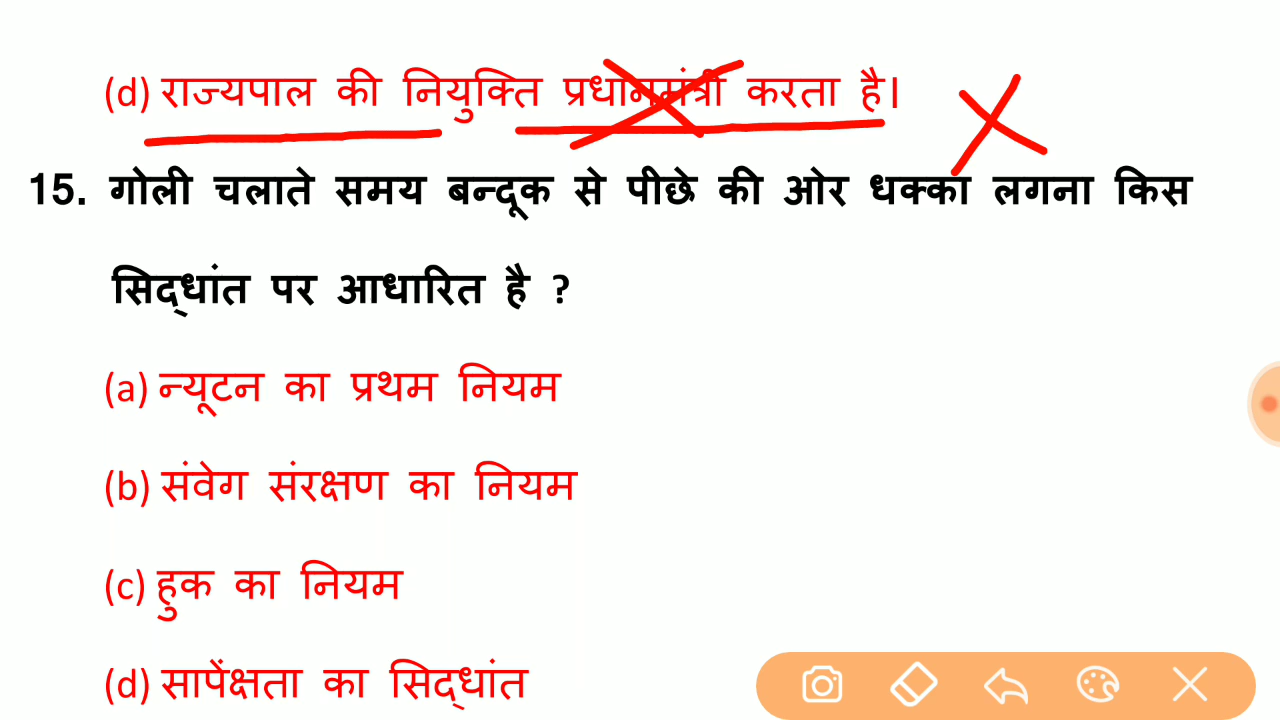 (d) राज्यपाल की नियुक्ति प्रधानमंत्री करता है।
15. गोली चलाते समय बन्दूक से पीछे की ओर धक्का लगना किस
सिद्धांत पर आधारित है ?
(a) न्यूटन का प्रथम नियम
(b) संवेग संरक्षण का नियम
(c) हुक का नियम
(d) सापेंक्षता का सिद्धांत